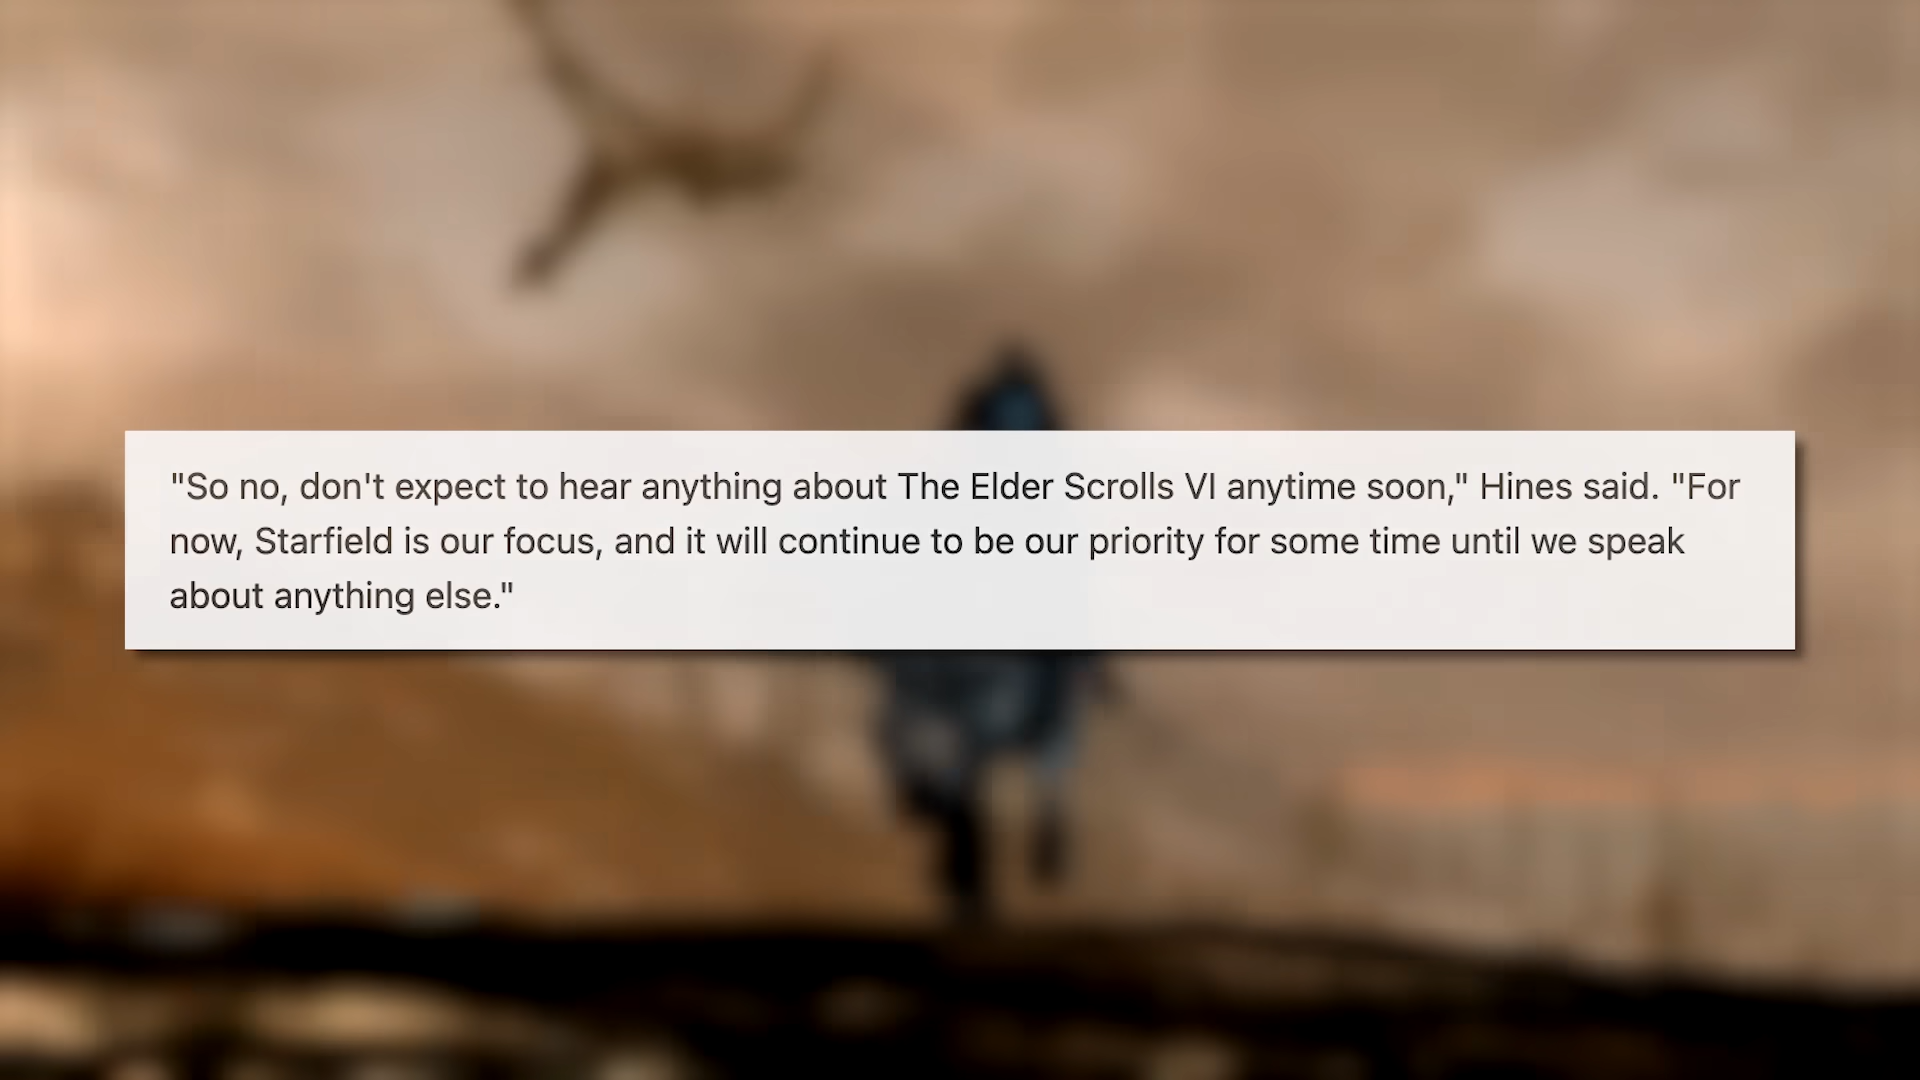 "So no, don't expect to hear anything about The Elder Scrolls VI anytime soon," Hines said. "For
now, Starfield is our focus, and it will continue to be our priority for some time until we speak
about anything else."